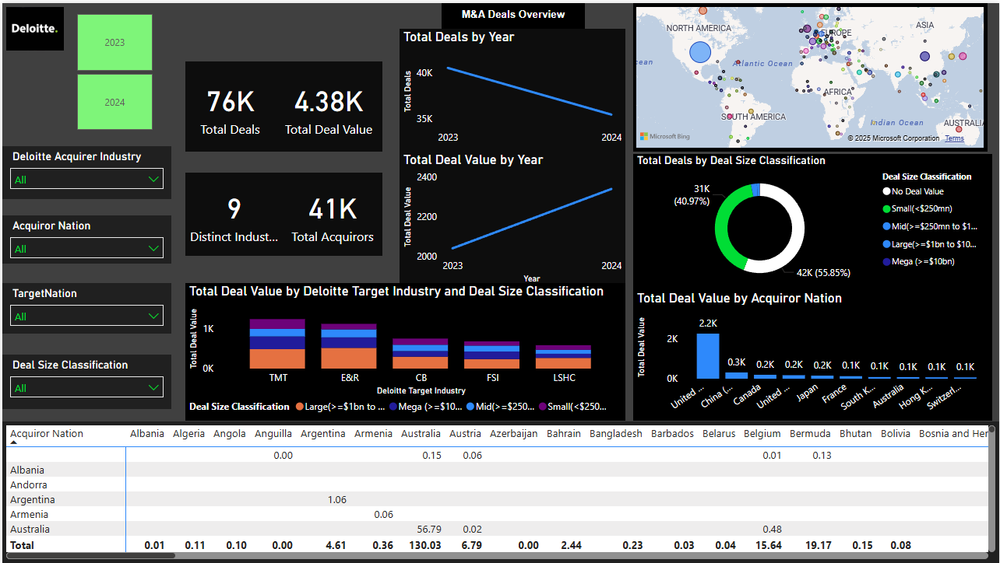 Deloitte.
2023
2024
M&A Deals Overview
76K
Total Deals
4.38K
Total Deal Value
9
Distinct Indust...
41K
Total Acquirors
Deloitte Acquirer Industry
All
Acquiror Nation
All
TargetNation
All
Deal Size Classification
All
Total Deals by Year
Total Deals
40K
35K
2023
2024
Total Deal Value by Year
Total Deal Value
2400
2200
2000
2023
2024
Year
NORTH AMERICA
EUROPE
ASIA
cean
Atlantic Ocean
AFRICA
SOUTH AMERICA
Indian Ocean
AUSTRALIA
Microsoft Bing
© 2025 Microsoft Corporation Terms
Total Deals by Deal Size Classification
31K
(40.97%)
42K (55.85%)
Deal Size Classification
No Deal Value
Small(<$250mn)
Mid(>=$250mn to $1...
Large(>=$1bn to $10...
Mega (>=$10bn)
Total Deal Value by Deloitte Target Industry and Deal Size Classification
Total Deal Value
1K
0K
TMT E&R CB FSI LSHC
Deloitte Target Industry
Deal Size Classification Large(>=$1bn to ... Mega (>=$10... Mid(>=$250... Small(<$250...
Total Deal Value by Acquiror Nation
Total Deal Value
2K
0K
2.2K 0.3K 0.2K 0.2K 0.2K 0.1K 0.1K 0.1K 0.1K 0.1K
United ... China (... Canada United ... Japan France South K... Australia Hong K... Switzerl...
Acquiror Nation Albania Algeria Angola Anguilla Argentina Armenia Australia Austria Azerbaijan Bahrain Bangladesh Barbados Belarus Belgium Bermuda Bhutan Bolivia Bosnia and Her
0.00 0.15 0.06 0.01 0.13
Albania
Andorra
Argentina 1.06
Armenia 0.06
Australia 56.79 0.02 0.48
Total 0.01 0.11 0.10 0.00 4.61 0.36 130.03 6.79 0.00 2.44 0.23 0.03 0.04 15.64 19.17 0.15 0.08